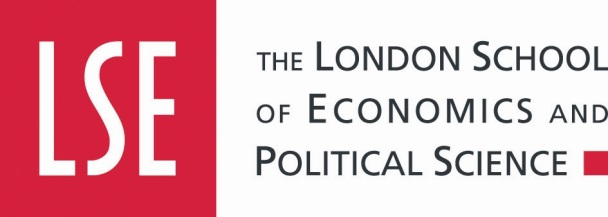 LSE
THE LONDON SCHOOL
OF ECONOMICS AND
POLITICAL SCIENCE